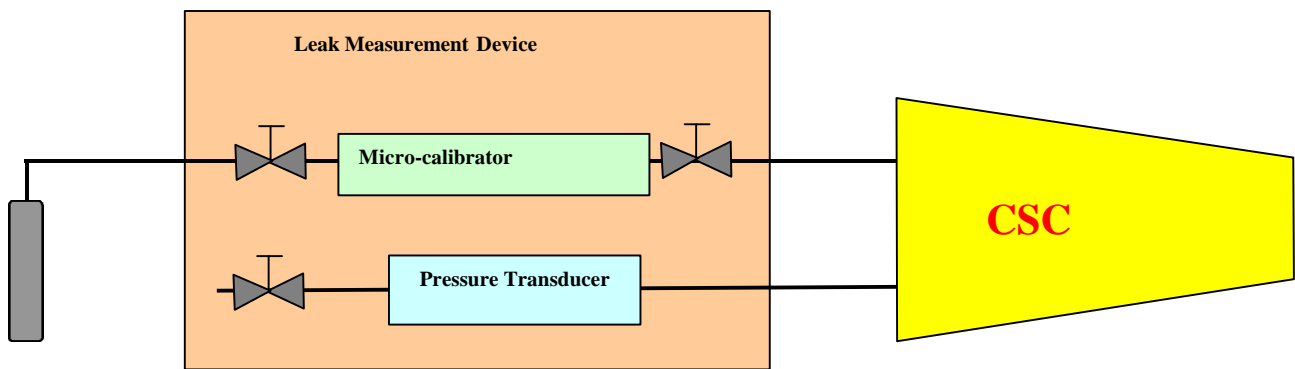 Leak Measurement Device
Micro-calibrator
CSC
Pressure Transducer